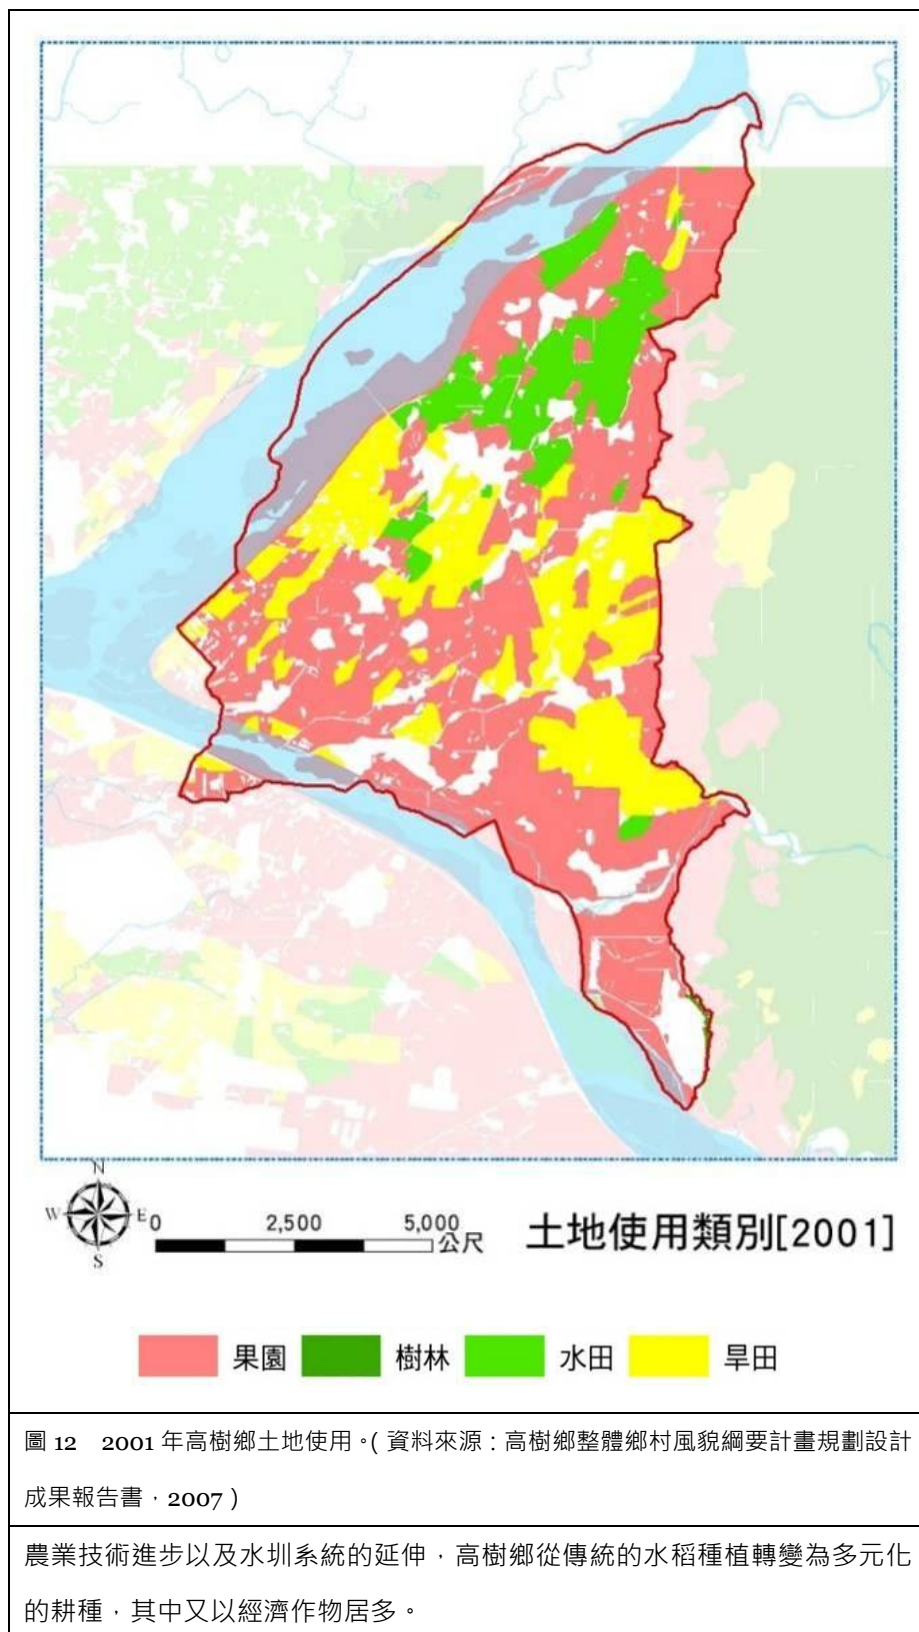 N
W
E
S
0
2,500
5,000
公尺
土地使用類別[2001]
果園
樹林
水田
旱田
圖 12 2001 年高樹鄉土地使用。( 資料來源：高樹鄉整體鄉村風貌綱要計畫規劃設計
成果報告書，2007 )
農業技術進步以及水圳系統的延伸，高樹鄉從傳統的水稻種植轉變為多元化
的耕種，其中又以經濟作物居多。